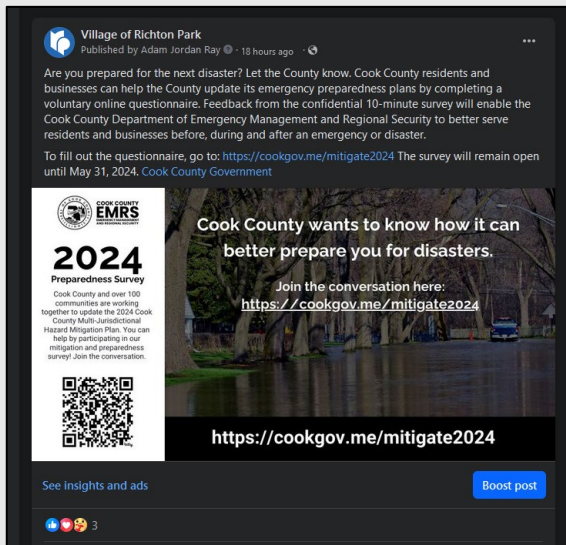 Village of Richton Park
Published by Adam Jordan Ray · 18 hours ago ·
Are you prepared for the next disaster? Let the County know. Cook County residents and
businesses can help the County update its emergency preparedness plans by completing a
voluntary online questionnaire. Feedback from the confidential 10-minute survey will enable the
Cook County Department of Emergency Management and Regional Security to better serve
residents and businesses before, during and after an emergency or disaster.
To fill out the questionnaire, go to: https://cookgov.me/mitigate2024 The survey will remain open
until May 31, 2024. Cook County Government
COOK COUNTY
EMRS
EMERGENCY MANAGEMENT
AND REGIONAL SECURITY
2024
Preparedness Survey
Cook County and over 100
communities are working
together to update the 2024 Cook
County Multi-Jurisdictional
Hazard Mitigation Plan. You can
help by participating in our
mitigation and preparedness
survey! Join the conversation.
Cook County wants to know how it can
better prepare you for disasters.
Join the conversation here:
https://cookgov.me/mitigate2024
https://cookgov.me/mitigate2024
See insights and ads
Boost post
3